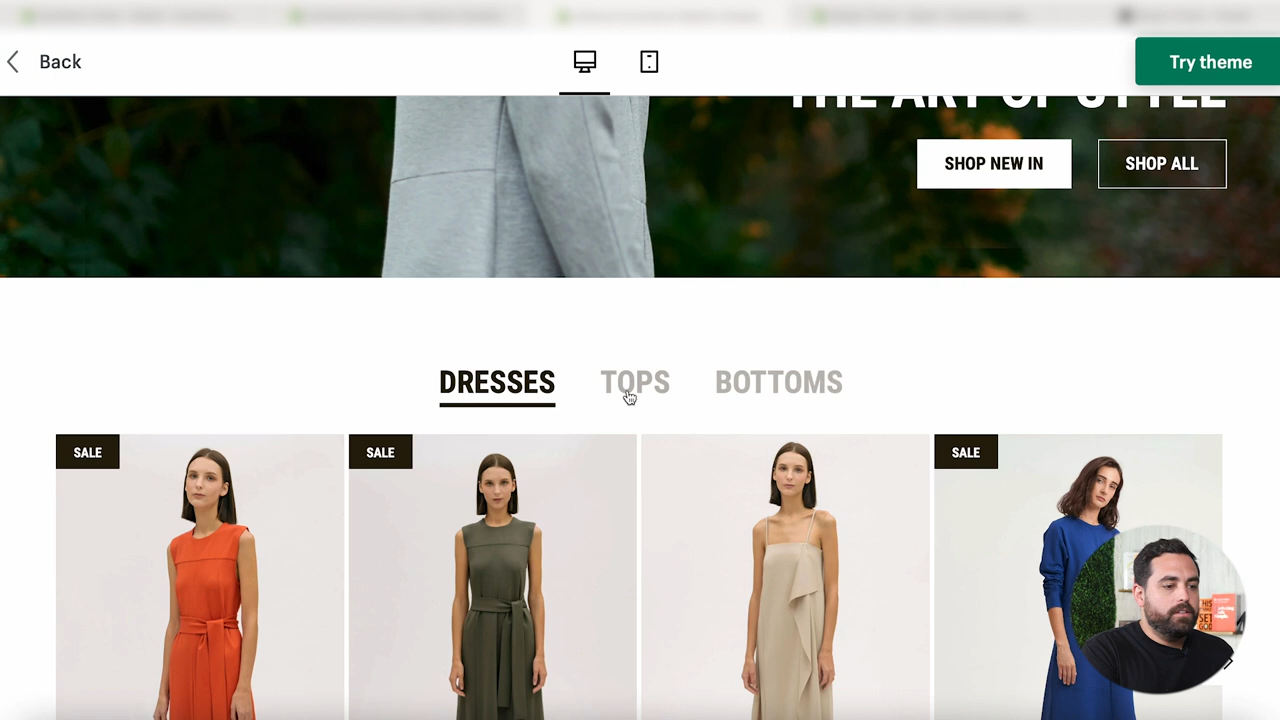 Back
Try theme
THE ART OF STYLE
SHOP NEW IN
SHOP ALL
DRESSES
TOPS
BOTTOMS
SALE
SALE
SALE